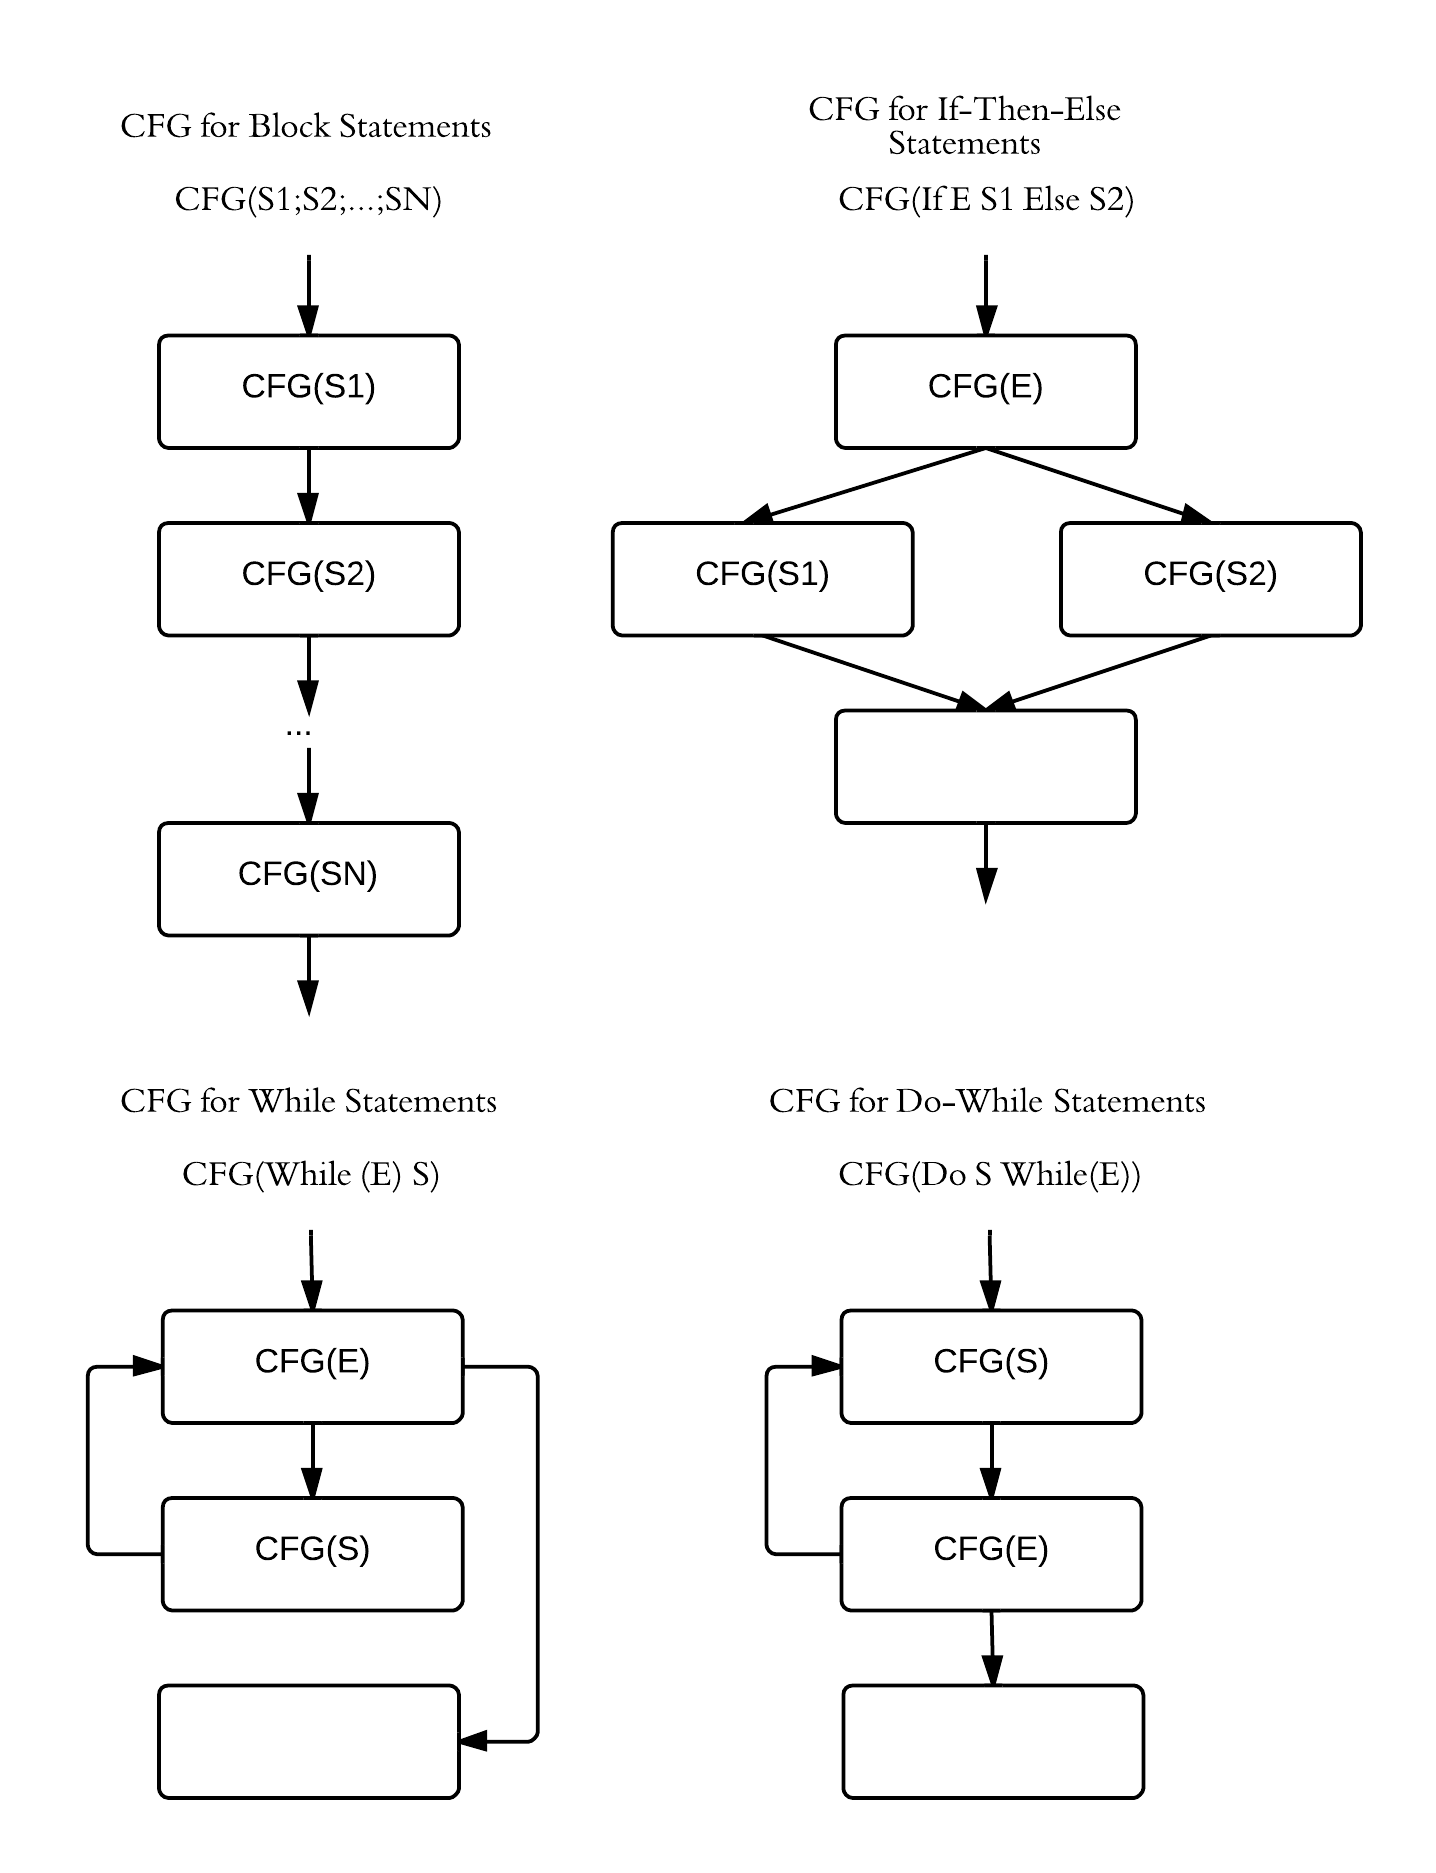 CFG for Block Statements
CFG(S1;S2;...;SN)
CFG(S1)
CFG(S2)
...
CFG(SN)
CFG for If-Then-Else
Statements
CFG(If E S1 Else S2)
CFG(E)
CFG(S1)
CFG(S2)
CFG for While Statements
CFG(While (E) S)
CFG(E)
CFG(S)
CFG for Do-While Statements
CFG(Do S While(E))
CFG(S)
CFG(E)